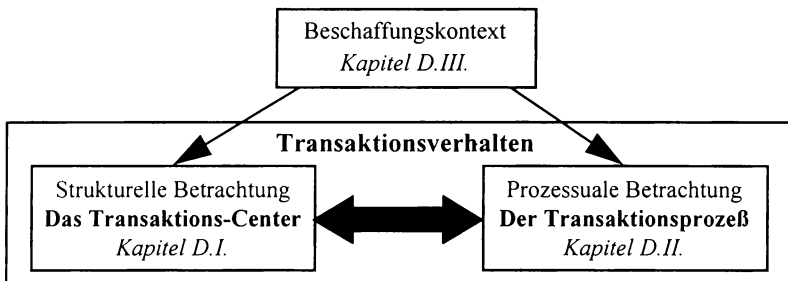 Beschaffungskontext
Kapitel D.III.
Transaktionsverhalten
Strukturelle Betrachtung
Das Transaktions-Center
Kapitel D.I.
Prozessuale Betrachtung
Der Transaktionsprozeß
Kapitel D.II.